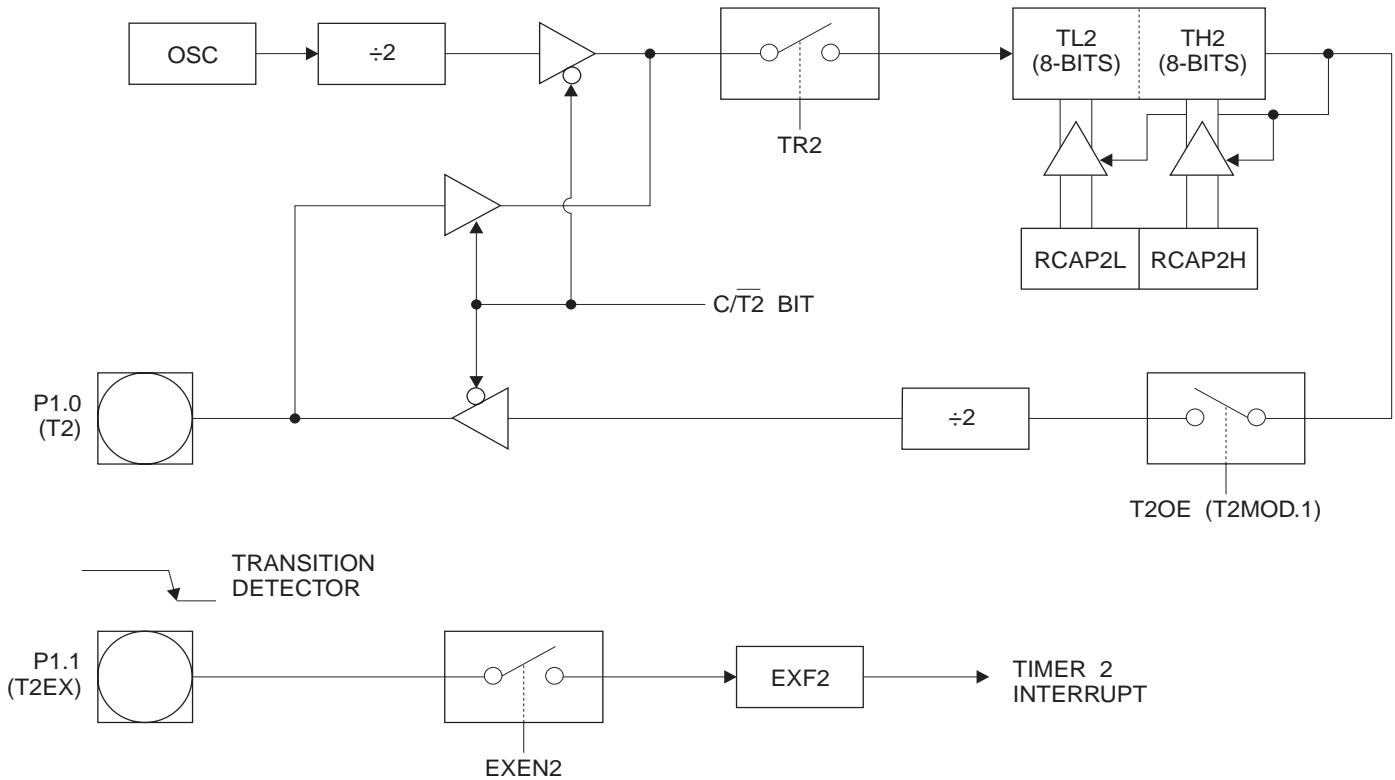 OSC
÷2
TR2
TL2
(8-BITS)
TH2
(8-BITS)
RCAP2L
RCAP2H
C/T̅2̅ BIT
P1.0
(T2)
÷2
T2OE (T2MOD.1)
TRANSITION
DETECTOR
P1.1
(T2EX)
EXEN2
EXF2
TIMER 2
INTERRUPT